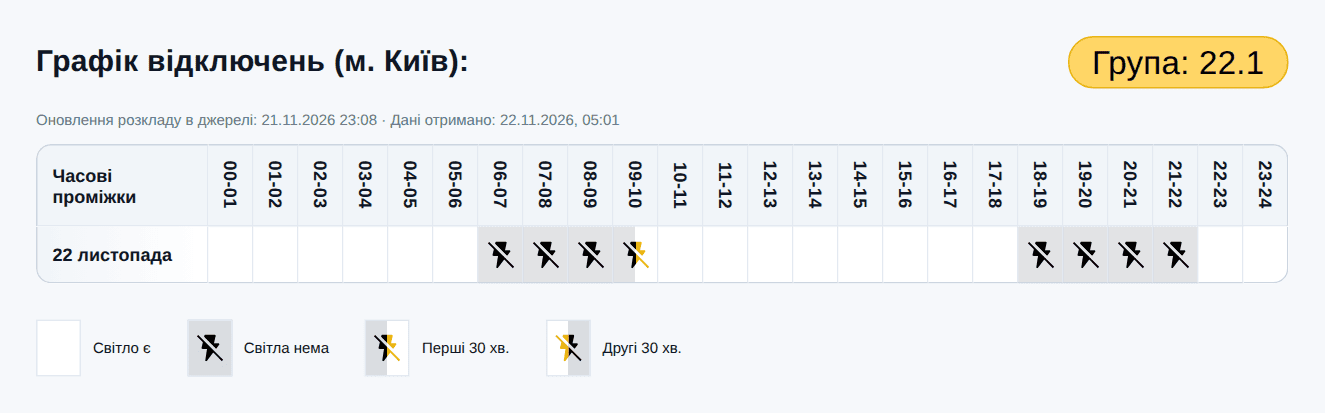 Графік відключень (м. Київ):
Група: 22.1
Оновлення розкладу в джерелі: 21.11.2026 23:08 · Дані отримано: 22.11.2026, 05:01
Часові
проміжки
00-01
01-02
02-03
03-04
04-05
05-06
06-07
07-08
08-09
09-10
10-11
11-12
12-13
13-14
14-15
15-16
16-17
17-18
18-19
19-20
20-21
21-22
22-23
23-24
22 листопада
Світло є
Світла нема
Перші 30 хв.
Другі 30 хв.